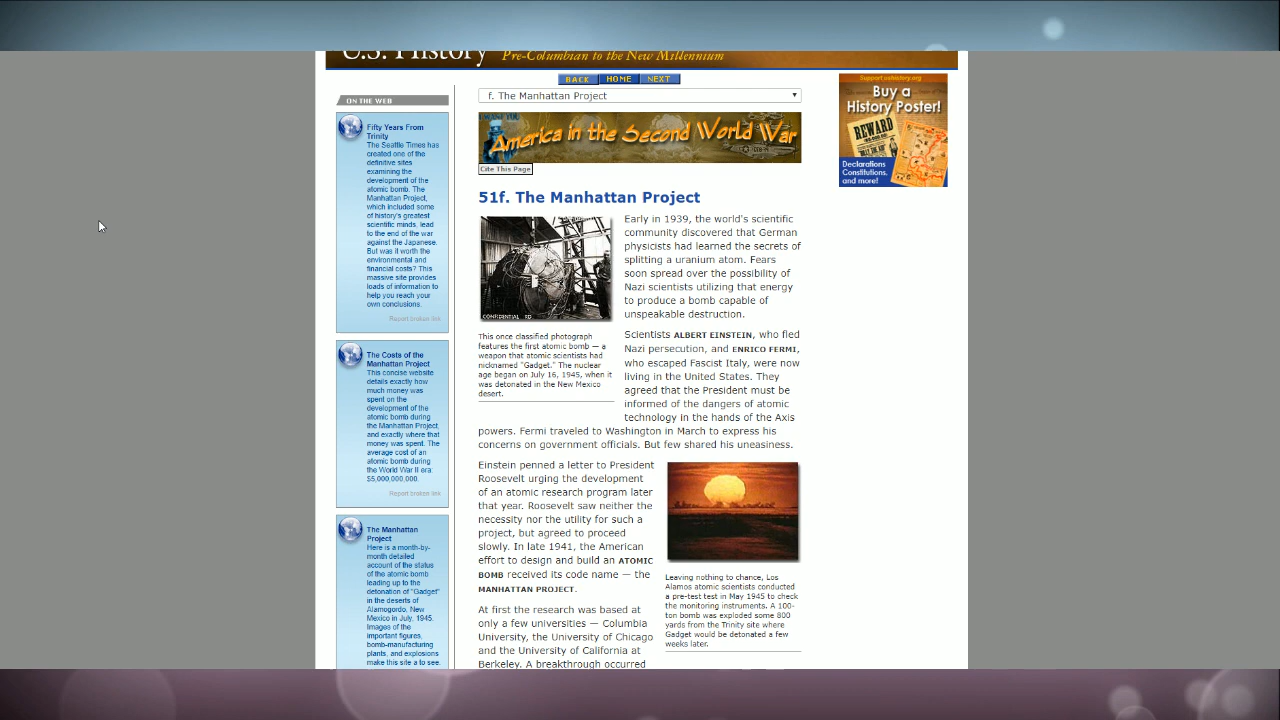 U.S. History Pre-Columbian to the New Millennium
BACK HOME NEXT
f. The Manhattan Project
America in the Second World War
Cite This Page
51f. The Manhattan Project
Early in 1939, the world's scientific
community discovered that German
physicists had learned the secrets of
splitting a uranium atom. Fears
soon spread over the possibility of
Nazi scientists utilizing that energy
to produce a bomb capable of
unspeakable destruction.
CONFIDENTIAL RD
This once classified photograph
features the first atomic bomb — a
weapon that atomic scientists had
nicknamed "Gadget." The nuclear
age began on July 16, 1945, when it
was detonated in the New Mexico
desert.
Scientists ALBERT EINSTEIN, who fled
Nazi persecution, and ENRICO FERMI,
who escaped Fascist Italy, were now
living in the United States. They
agreed that the President must be
informed of the dangers of atomic
technology in the hands of the Axis
powers. Fermi traveled to Washington in March to express his
concerns on government officials. But few shared his uneasiness.
Einstein penned a letter to President
Roosevelt urging the development
of an atomic research program later
that year. Roosevelt saw neither the
necessity nor the utility for such a
project, but agreed to proceed
slowly. In late 1941, the American
effort to design and build an ATOMIC
BOMB received its code name — the
MANHATTAN PROJECT.
Leaving nothing to chance, Los
Alamos atomic scientists conducted
a pre-test test in May 1945 to check
the monitoring instruments. A 100-
ton bomb was exploded some 800
yards from the Trinity site where
Gadget would be detonated a few
weeks later.
At first the research was based at
only a few universities — Columbia
University, the University of Chicago
and the University of California at
Berkeley. A breakthrough occurred
ON THE WEB
Fifty Years From
Trinity
The Seattle Times has
created one of the
definitive sites
examining the
development of the
atomic bomb. The
Manhattan Project,
which included some
of history's greatest
scientific minds, lead
to the end of the war
against the Japanese.
But was it worth the
environmental and
financial costs? This
massive site provides
loads of information to
help you reach your
own conclusions.
Report broken link
The Costs of the
Manhattan Project
This concise website
details exactly how
much money was
spent on the
development of the
atomic bomb during
the Manhattan Project,
and exactly where that
money was spent. The
average cost of an
atomic bomb during
the World War II era:
$5,000,000,000.
Report broken link
The Manhattan
Project
Here is a month-by-
month detailed
account of the status
of the atomic bomb
leading up to the
detonation of "Gadget"
in the deserts of
Alamogordo, New
Mexico in July, 1945.
Images of the
important figures,
bomb-manufacturing
plants, and explosions
make this site a to see.
Support ushistory.org
Buy a
History Poster!
REWARD
Declarations
Constitutions,
and more!